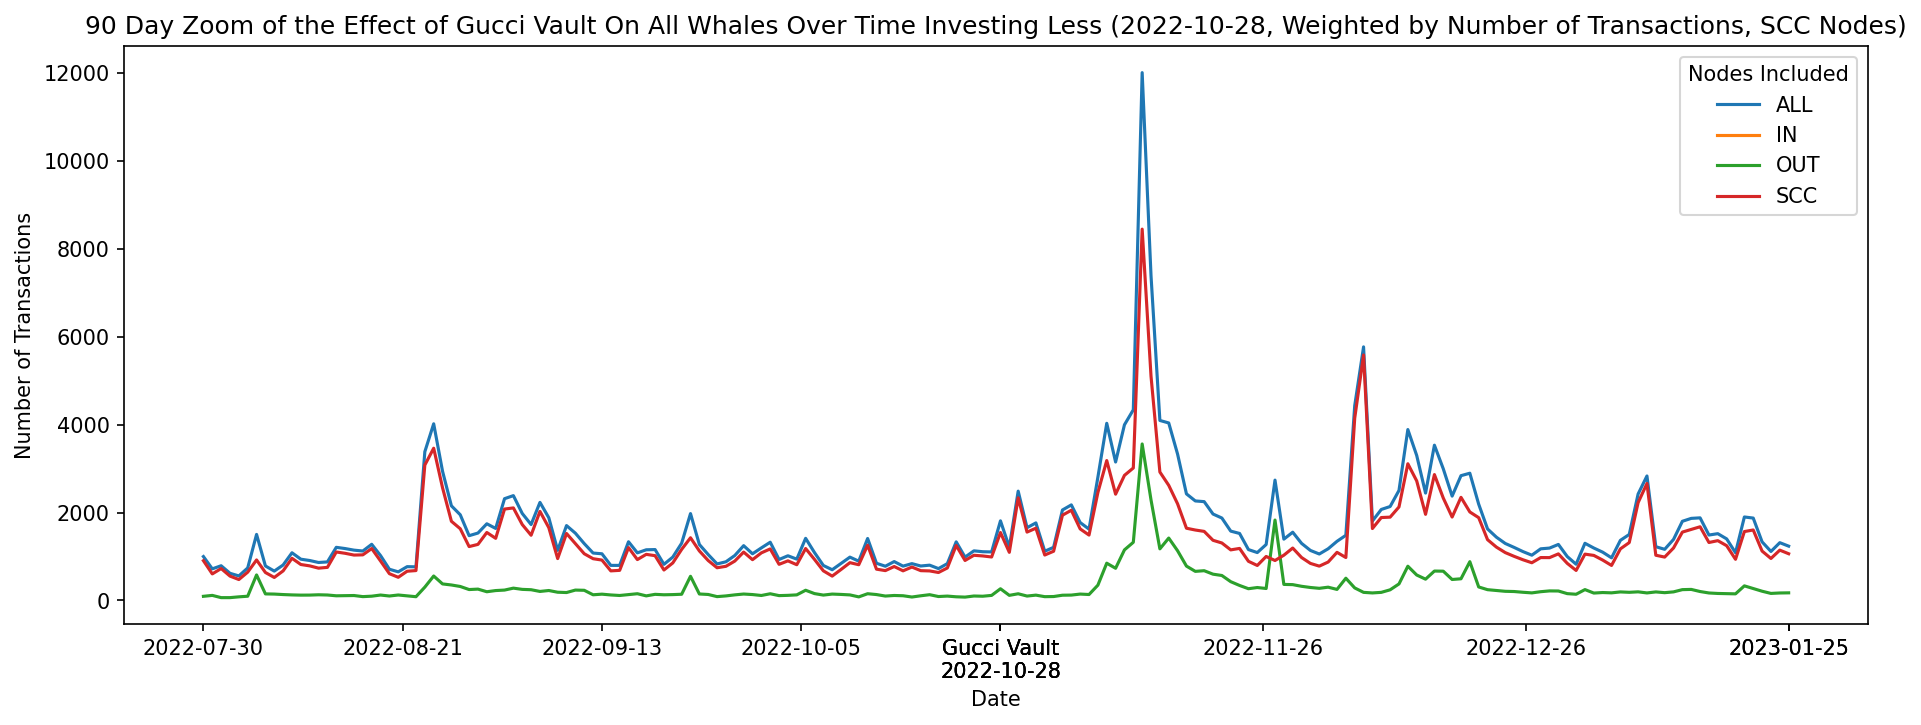 90 Day Zoom of the Effect of Gucci Vault On All Whales Over Time Investing Less (2022-10-28, Weighted by Number of Transactions, SCC Nodes)
12000
10000
8000
6000
4000
2000
0
Number of Transactions
Nodes Included
ALL
IN
OUT
SCC
2022-07-30
2022-08-21
2022-09-13
2022-10-05
Gucci Vault
2022-10-28
2022-11-26
2022-12-26
2023-01-25
Date